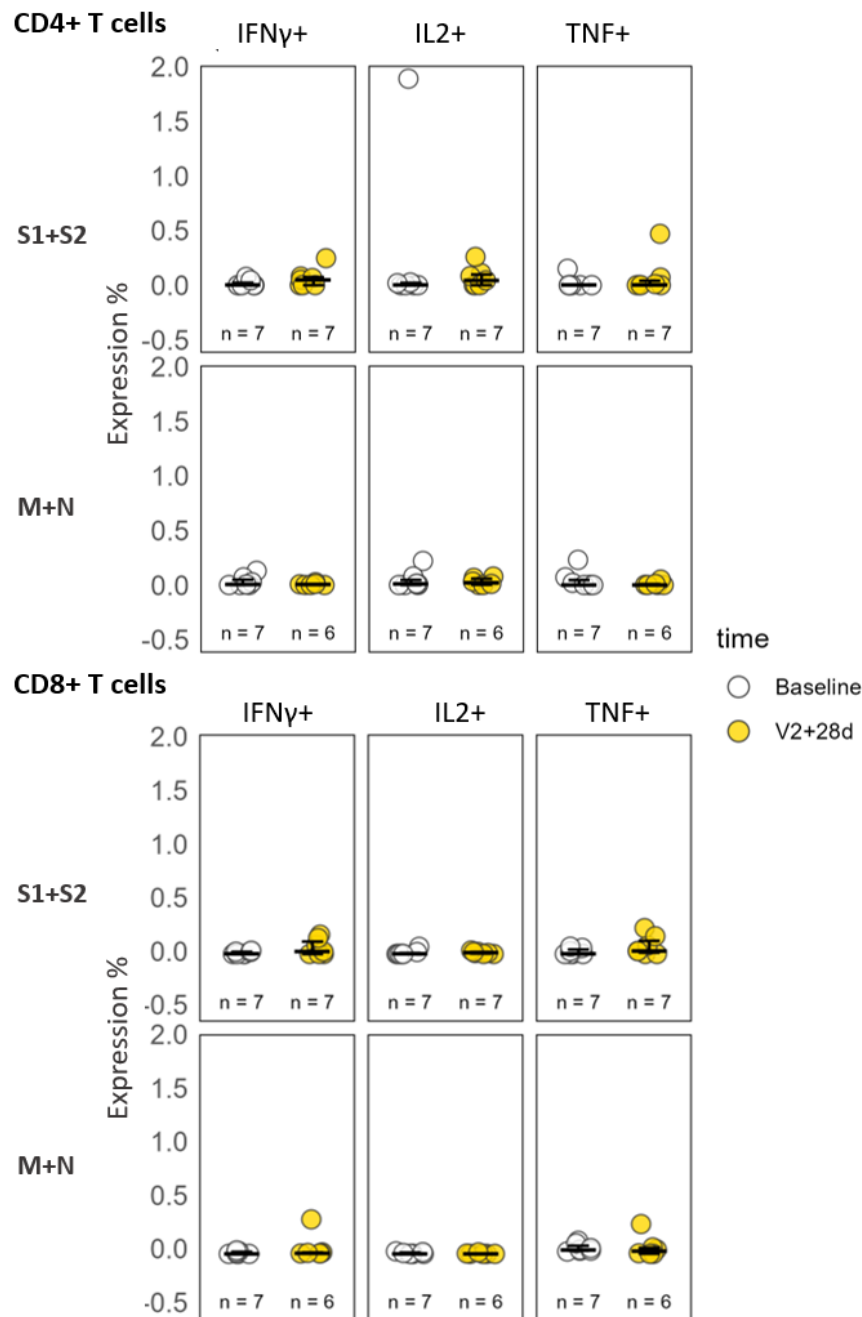 CD4+ T cells
IFNγ+ IL2+ TNF+
2.0
1.5
1.0
0.5
0.0
-0.5
S1+S2
n = 7 n = 7 n = 7 n = 7 n = 7 n = 7
Expression %
2.0
1.5
1.0
0.5
0.0
-0.5
M+N
n = 7 n = 6 n = 7 n = 6 n = 7 n = 6
time
Baseline
V2+28d
CD8+ T cells
IFNγ+ IL2+ TNF+
2.0
1.5
1.0
0.5
0.0
-0.5
S1+S2
n = 7 n = 7 n = 7 n = 7 n = 7 n = 7
Expression %
2.0
1.5
1.0
0.5
0.0
-0.5
M+N
n = 7 n = 6 n = 7 n = 6 n = 7 n = 6